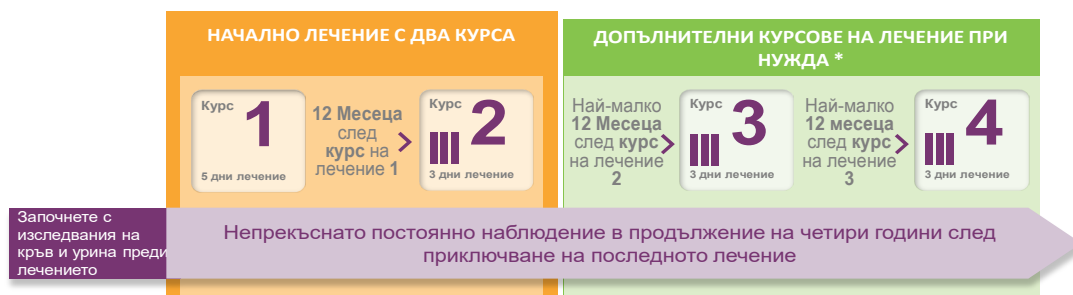 НАЧАЛНО ЛЕЧЕНИЕ С ДВА КУРСА
Курс
1
5 дни лечение
12 Месеца
след
курс на
лечение 1
Курс
2
3 дни лечение
ДОПЪЛНИТЕЛНИ КУРСОВЕ НА ЛЕЧЕНИЕ ПРИ
НУЖДА *
Най-малко
12 Месеца
след курс
на лечение
2
Курс
3
3 дни лечение
Най-малко
12 месеца
след курс
на лечение
3
Курс
4
3 дни лечение
Започнете с
изследвания на
кръв и урина преди
лечението
Непрекъснато постоянно наблюдение в продължение на четири години след
приключване на последното лечение